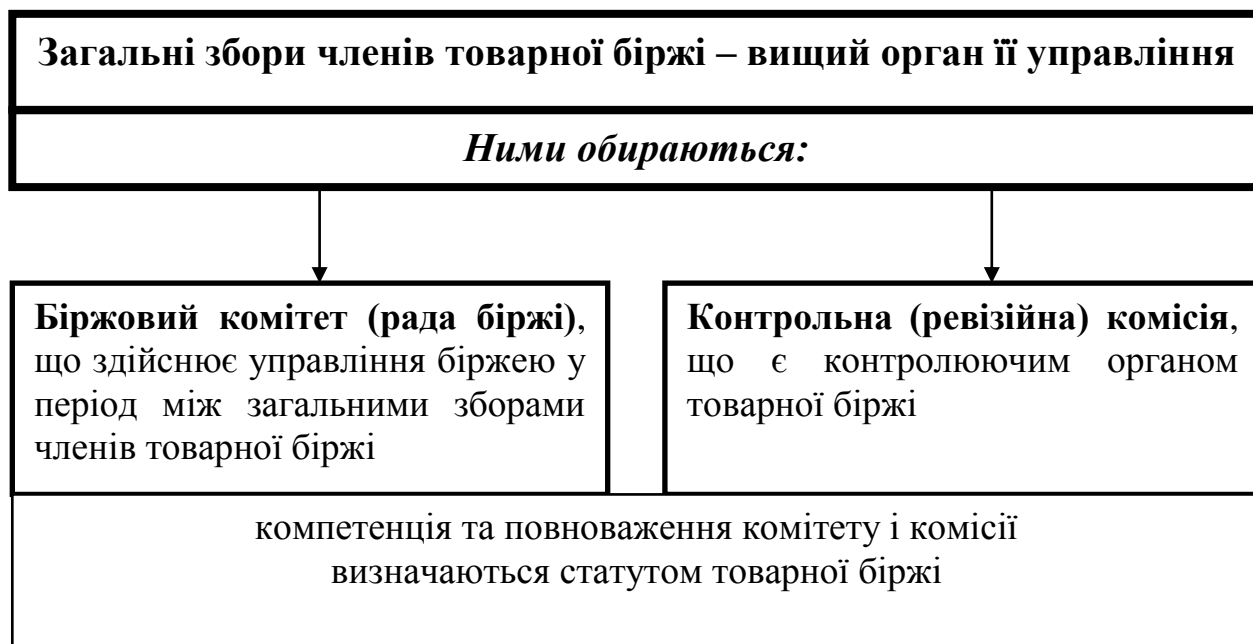 Загальні збори членів товарної біржі – вищий орган її управління
Ними обираються:
Біржовий комітет (рада біржі),
що здійснює управління біржею у
період між загальними зборами
членів товарної біржі
Контрольна (ревізійна) комісія,
що є контролюючим органом
товарної біржі
компетенція та повноваження комітету і комісії
визначаються статутом товарної біржі